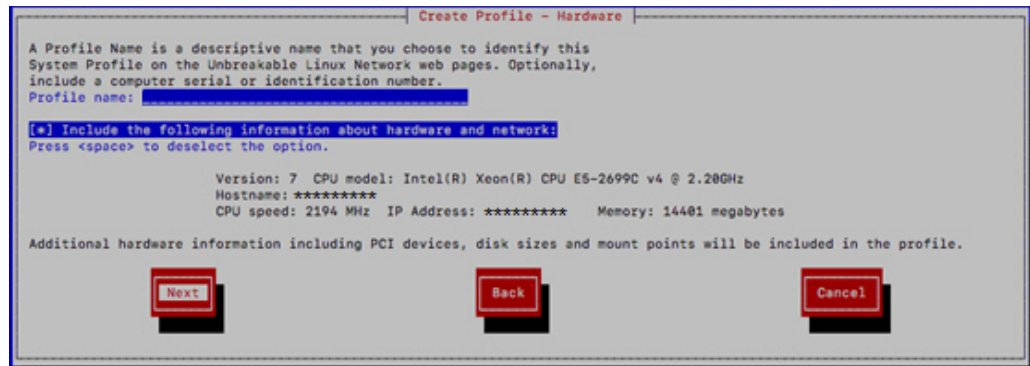 Create Profile - Hardware
A Profile Name is a descriptive name that you choose to identify this
System Profile on the Unbreakable Linux Network web pages. Optionally,
include a computer serial or identification number.
Profile name:
[*] Include the following information about hardware and network:
Press <space> to deselect the option.
Version: 7 CPU model: Intel(R) Xeon(R) CPU E5-2699C v4 @ 2.20GHz
Hostname: *********
CPU speed: 2194 MHz IP Address: ********* Memory: 14401 megabytes
Additional hardware information including PCI devices, disk sizes and mount points will be included in the profile.
Next Back Cancel